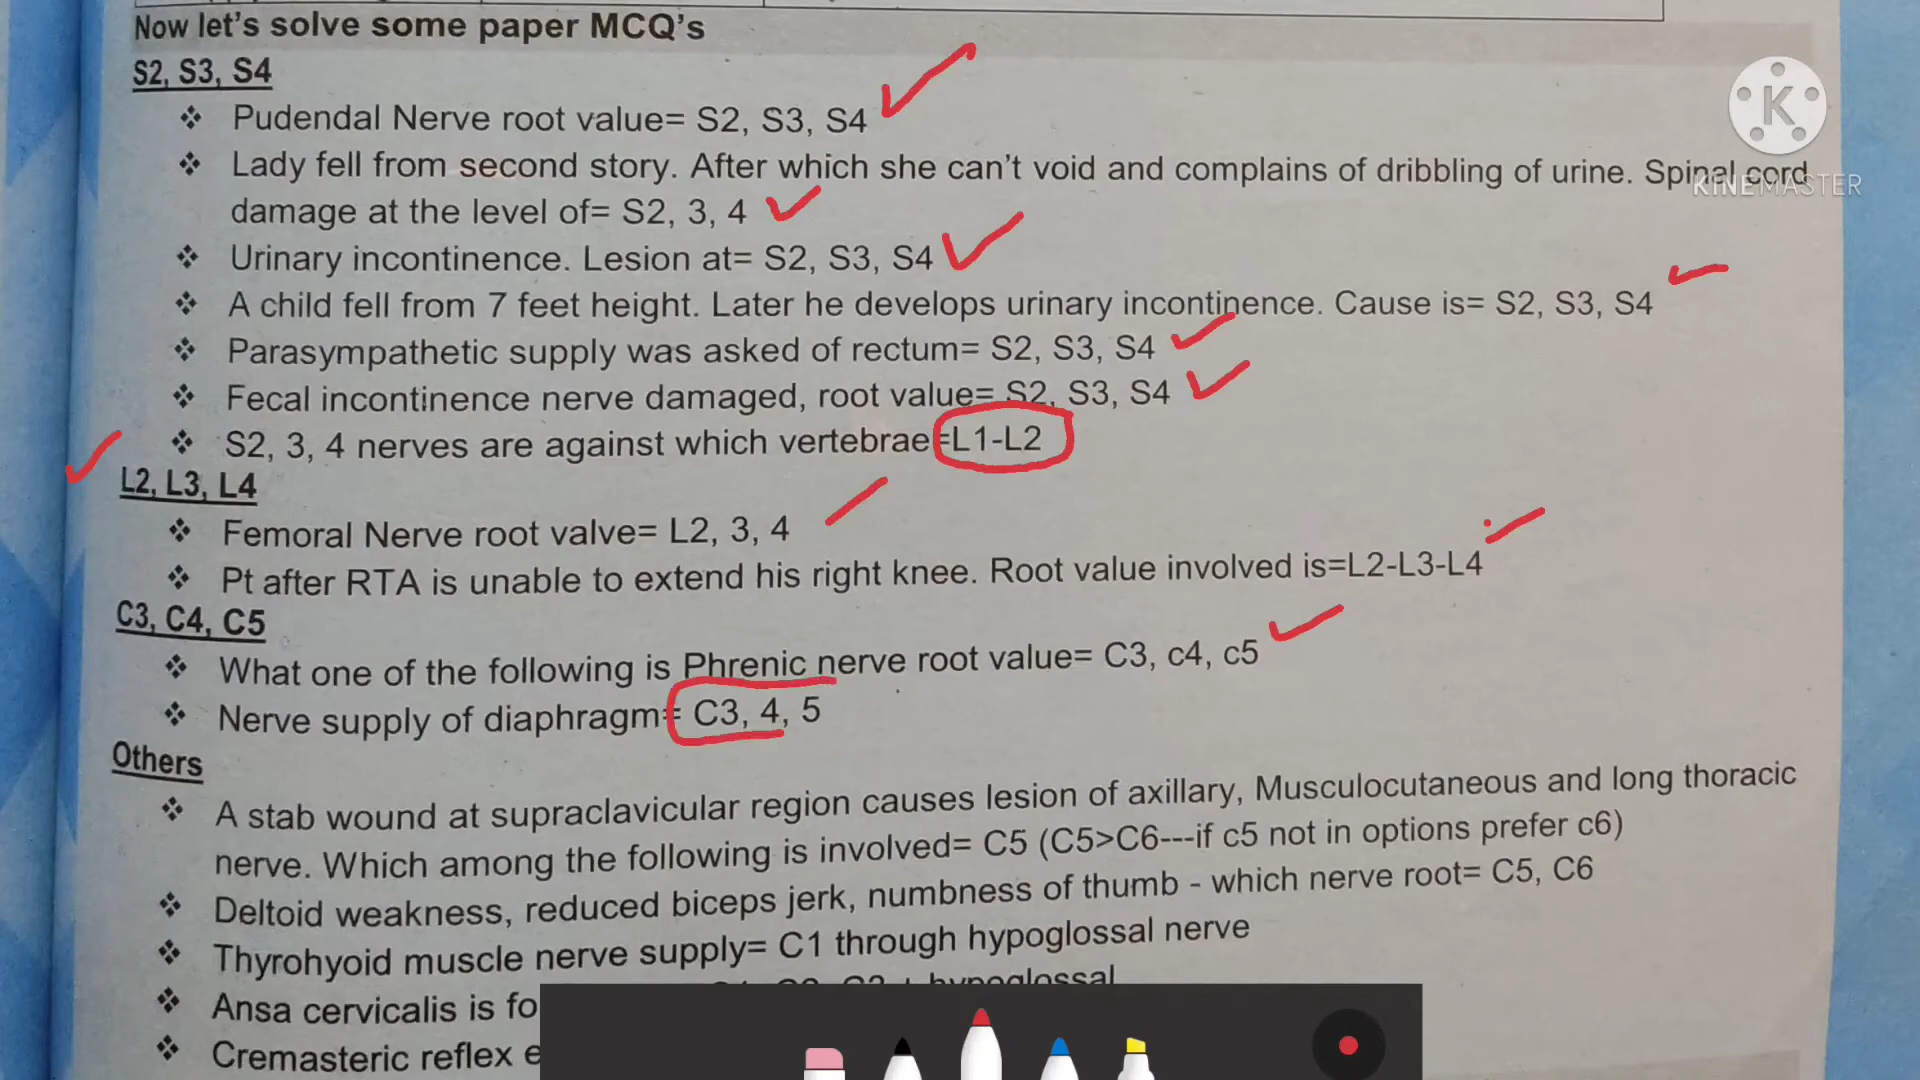 Now let's solve some paper MCQ's
S2, S3, S4
❖ Pudendal Nerve root value= S2, S3, S4
❖ Lady fell from second story. After which she can't void and complains of dribbling of urine. Spinal cord
damage at the level of= S2, 3, 4
❖ Urinary incontinence. Lesion at= S2, S3, S4
❖ A child fell from 7 feet height. Later he develops urinary incontinence. Cause is= S2, S3, S4
❖ Parasympathetic supply was asked of rectum= S2, S3, S4
❖ Fecal incontinence nerve damaged, root value= S2, S3, S4
❖ S2, 3, 4 nerves are against which vertebrae=L1-L2
L2, L3, L4
❖ Femoral Nerve root valve= L2, 3, 4
❖ Pt after RTA is unable to extend his right knee. Root value involved is=L2-L3-L4
C3, C4, C5
❖ What one of the following is Phrenic nerve root value= C3, c4, c5
❖ Nerve supply of diaphragm= C3, 4, 5
Others
❖ A stab wound at supraclavicular region causes lesion of axillary, Musculocutaneous and long thoracic
nerve. Which among the following is involved= C5 (C5>C6---if c5 not in options prefer c6)
❖ Deltoid weakness, reduced biceps jerk, numbness of thumb - which nerve root= C5, C6
❖ Thyrohyoid muscle nerve supply= C1 through hypoglossal nerve
❖ Ansa cervicalis is fo hypoglossal
❖ Cremasteric reflex
K
KINEMASTER